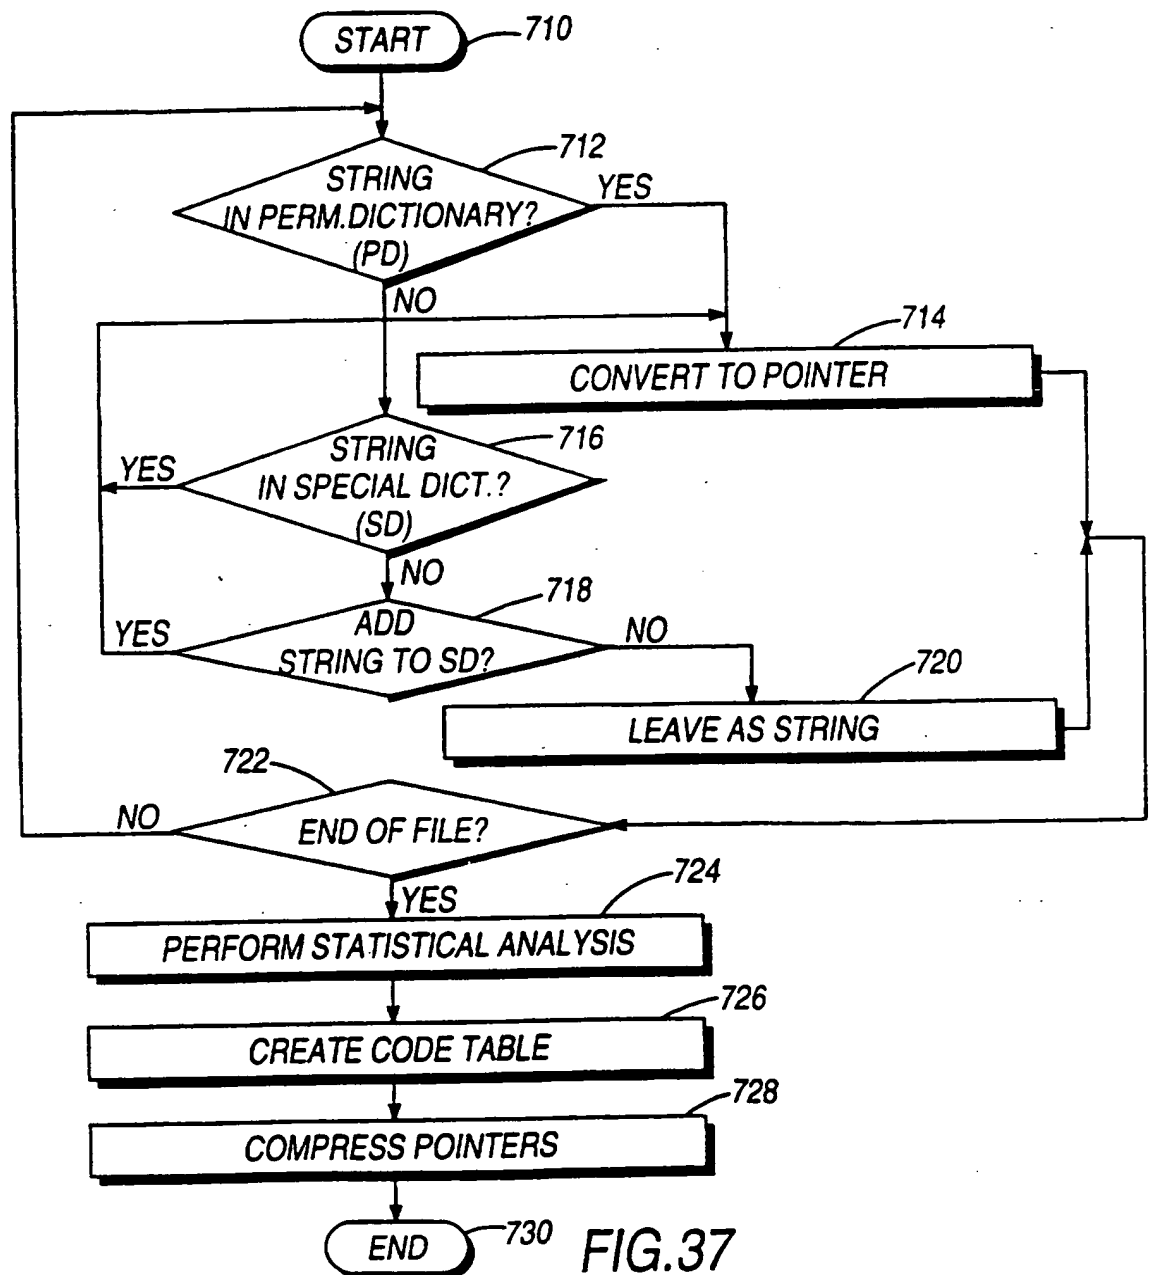 START
710
712
STRING
IN PERM.DICTIONARY?
(PD)
YES
NO
714
CONVERT TO POINTER
716
STRING
IN SPECIAL DICT.?
(SD)
YES
NO
718
ADD
STRING TO SD?
YES
NO
720
LEAVE AS STRING
722
END OF FILE?
NO
YES
724
PERFORM STATISTICAL ANALYSIS
726
CREATE CODE TABLE
728
COMPRESS POINTERS
END
730
FIG.37